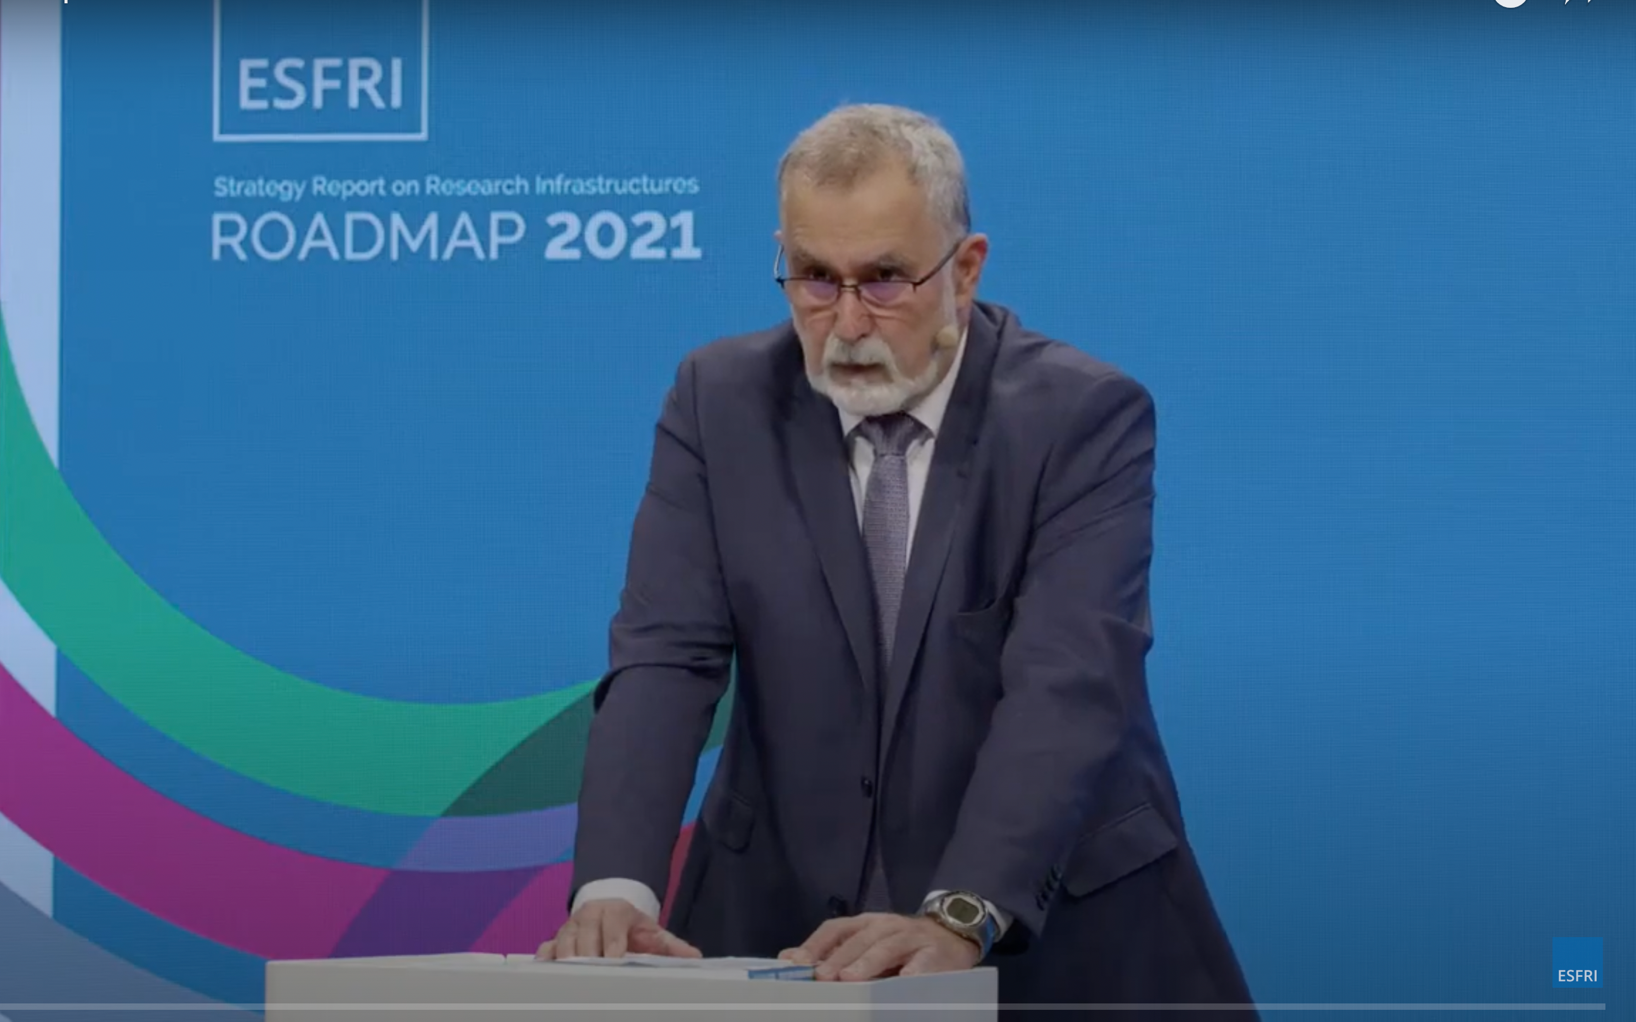 ESFRI
Strategy Report on Research Infrastructures
ROADMAP 2021
ESFRI